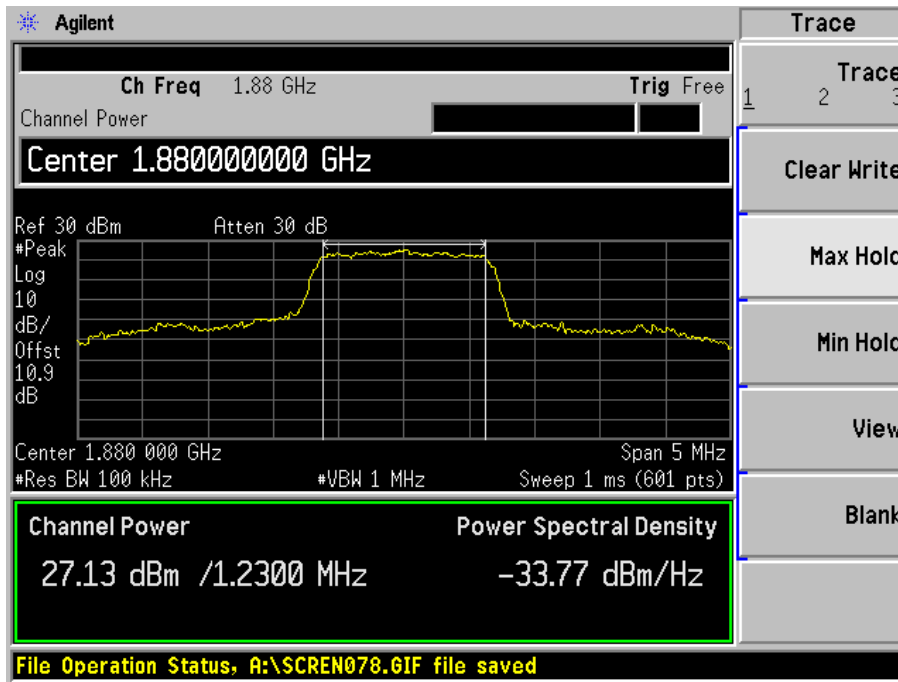 Agilent
Trace
Ch Freq 1.88 GHz Trig Free
Channel Power
Center 1.880000000 GHz
Ref 30 dBm Atten 30 dB
#Peak
Log
10
dB/
Offst
10.9
dB
Center 1.880 000 GHz Span 5 MHz
#Res BW 100 kHz #VBW 1 MHz Sweep 1 ms (601 pts)
Channel Power Power Spectral Density
27.13 dBm /1.2300 MHz -33.77 dBm/Hz
File Operation Status, A:\SCREN078.GIF file saved
Trace
1 2 3
Clear Write
Max Hold
Min Hold
View
Blank